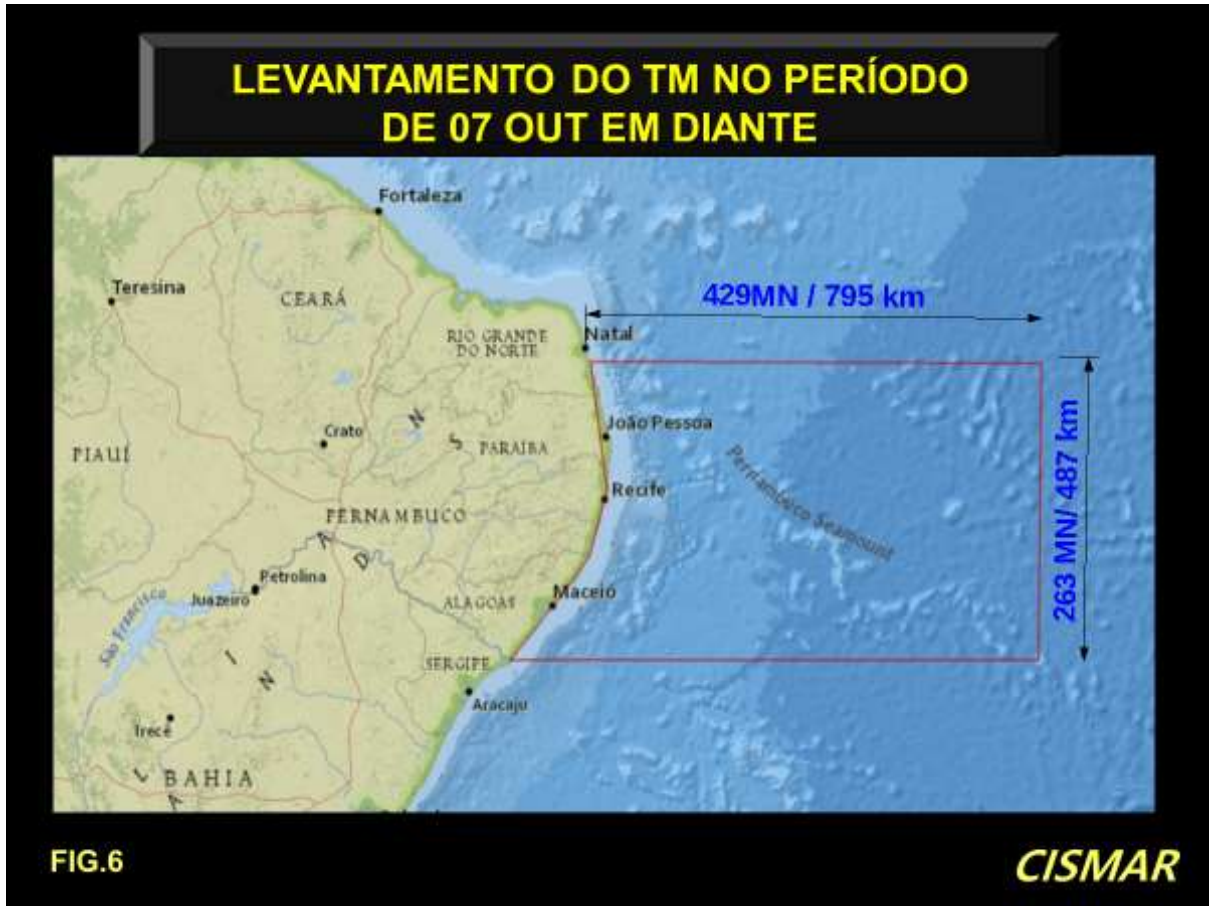 LEVANTAMENTO DO TM NO PERÍODO
DE 07 OUT EM DIANTE
Fortaleza
Teresina
CEARÁ
429MN / 795 km
RIO GRANDE
DO NORTE
Natal
Crato
João Pessoa
PIAUÍ
PARAÍBA
Recife
PERNAMBUCO
Pernambuco Seamount
263 MN/ 487 km
Petrolina
Juazeiro
São Francisco
ALAGOAS
Maceió
SERGIPE
Aracaju
Irecê
BAHIA
FIG.6
CISMAR